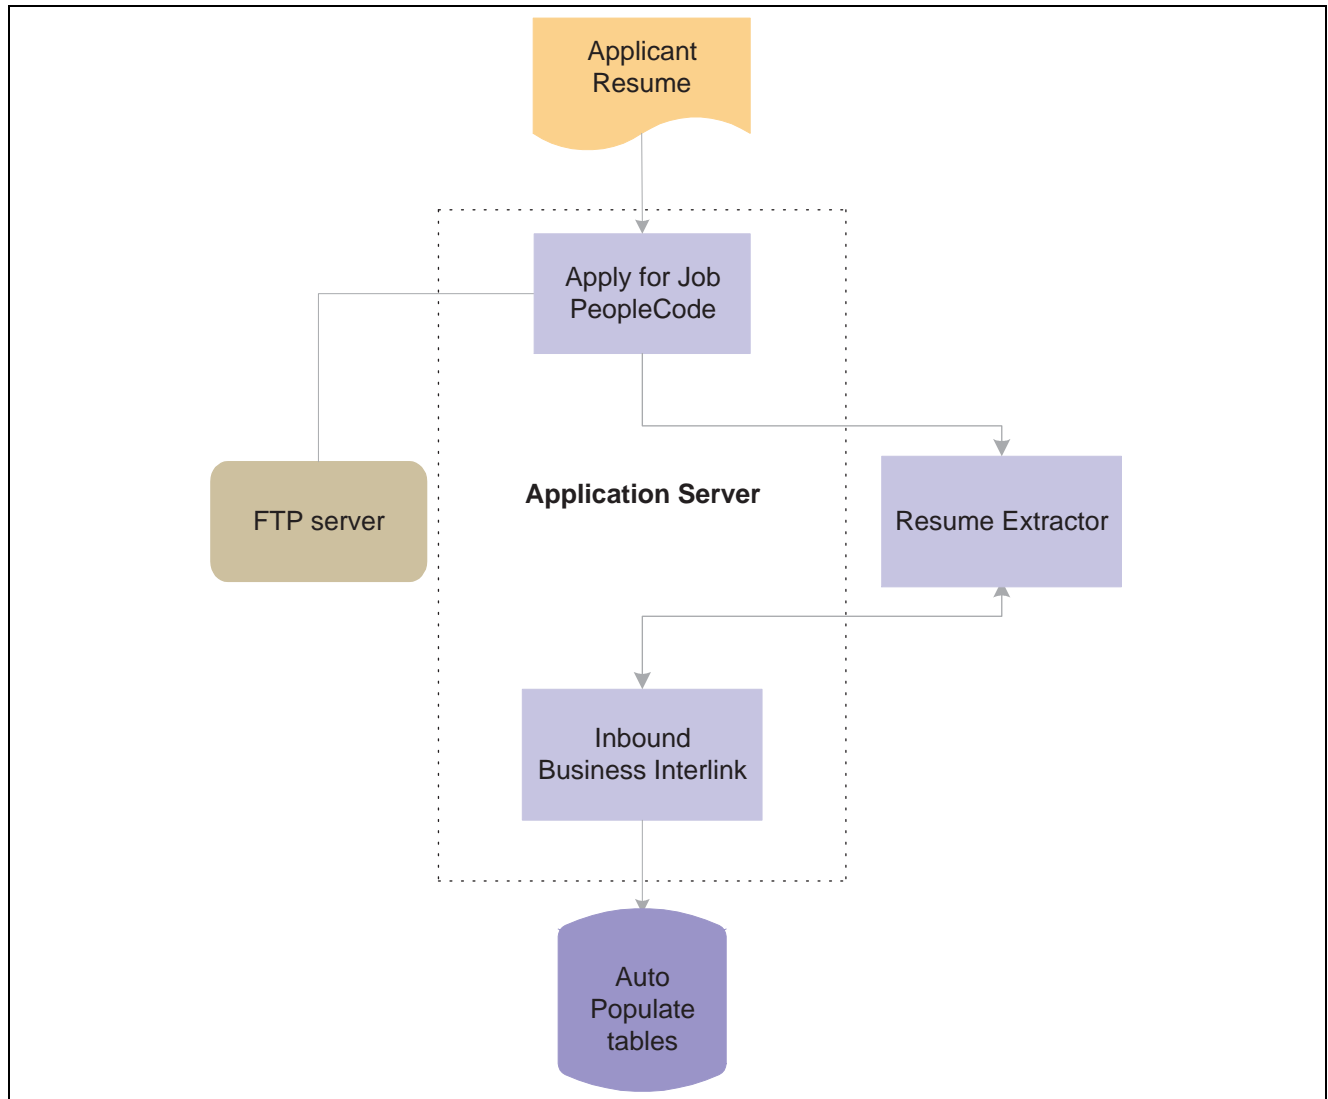 Applicant
Resume
Apply for Job
PeopleCode
FTP server
Application Server
Resume Extractor
Inbound
Business Interlink
Auto
Populate
tables